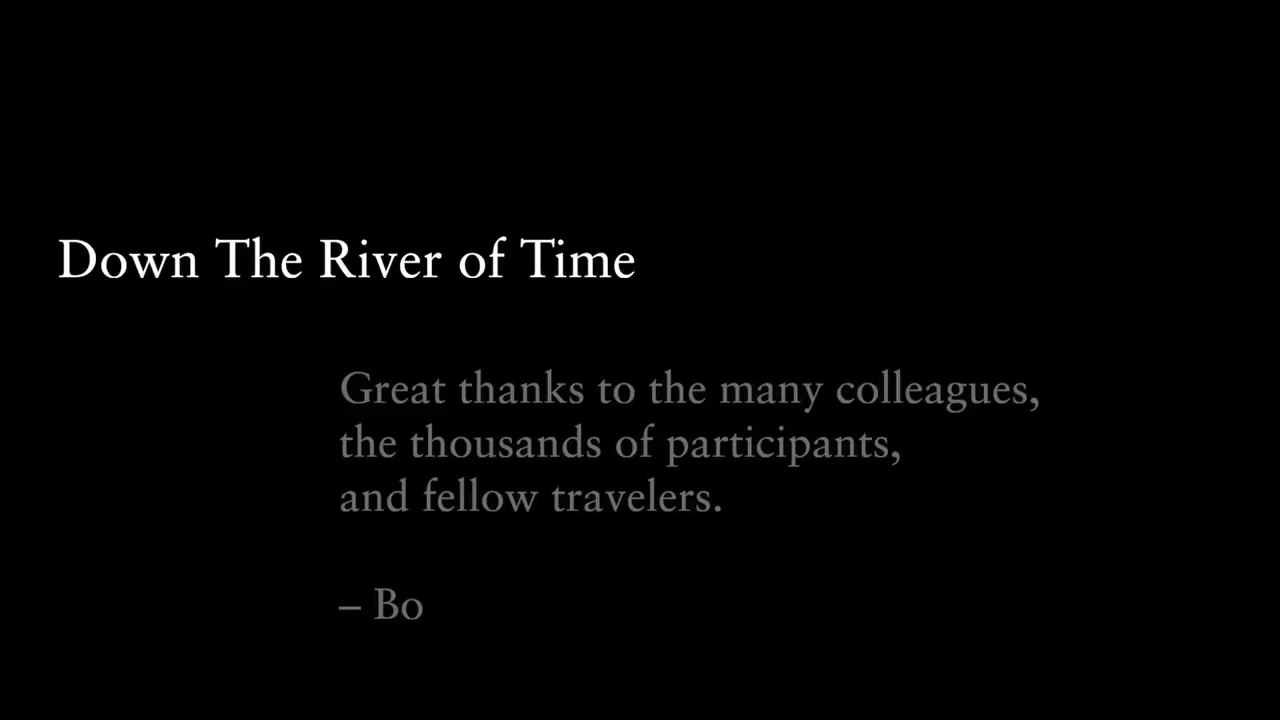 Down The River of Time
Great thanks to the many colleagues,
the thousands of participants,
and fellow travelers.
– Bo